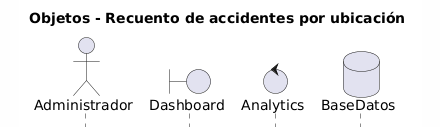 Objetos - Recuento de accidentes por ubicación
Administrador Dashboard Analytics BaseDatos